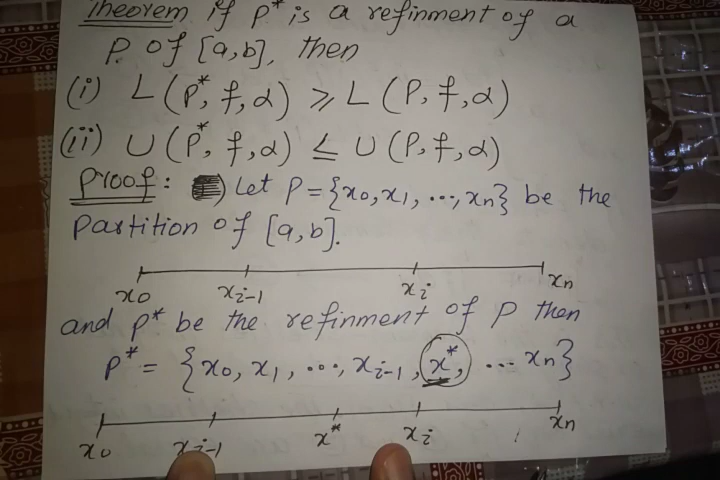 Theorem if P* is a refinment of a
P. of [a,b], then
(i) L(P*, f,α) ⩾ L(P, f,α)
(ii) U(P*, f,α) ≤ U(P, f,α)
Proof: Let P={x0,x1, ...,xn} be the
partition of [a,b].
x0 xi-1 xi xn
and P* be the refinment of P then
P* = {x0, x1, ..., xi-1, x*, ... xn}
x0 xi-1 x* xi xn